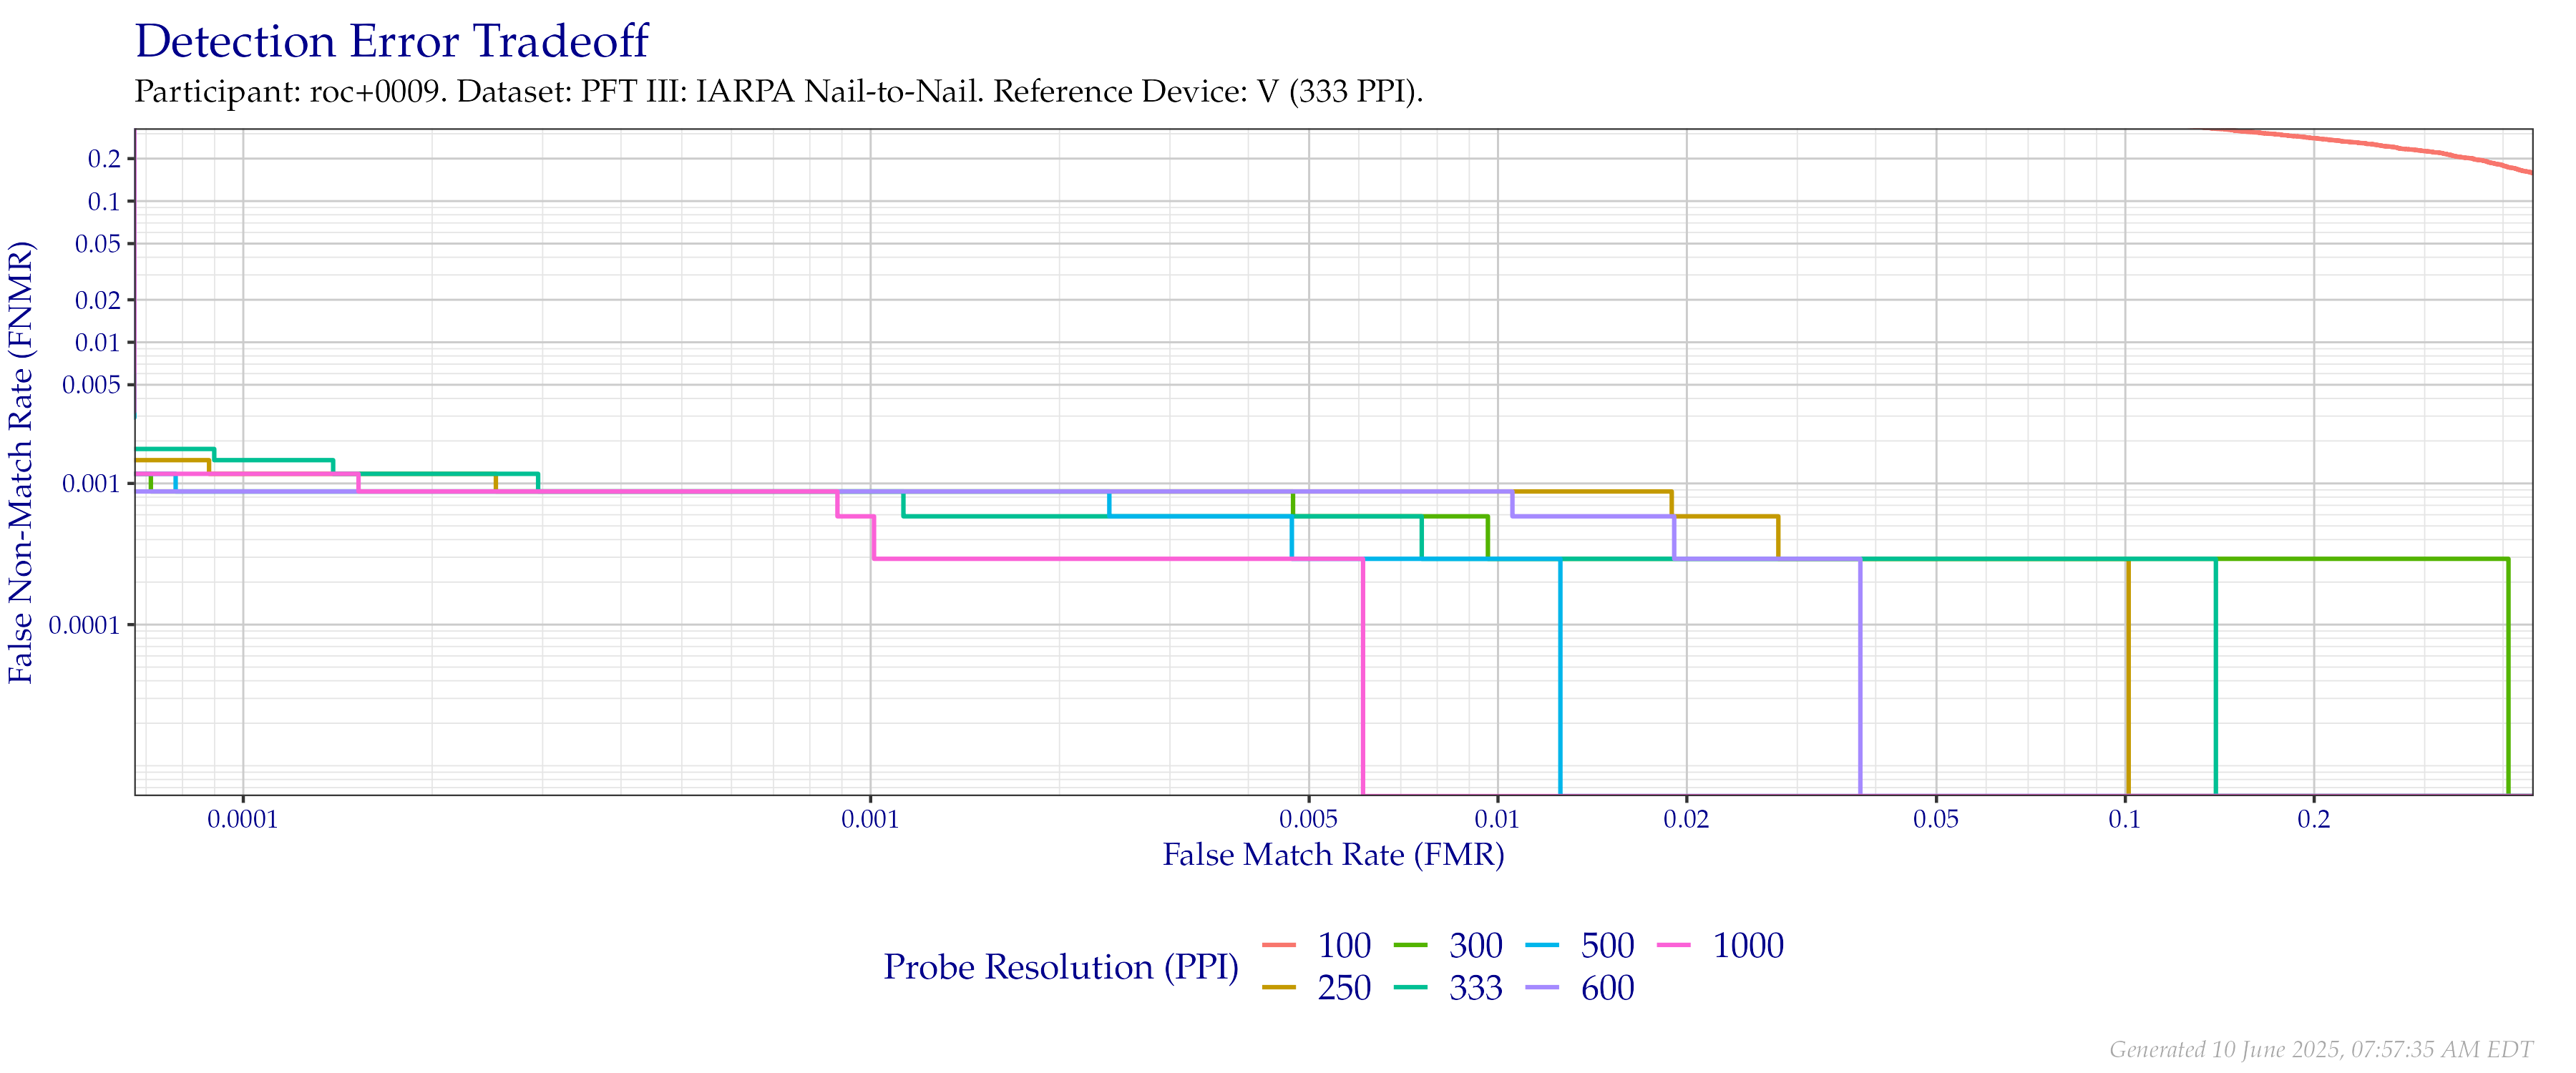 Detection Error Tradeoff
Participant: roc+0009. Dataset: PFT III: IARPA Nail-to-Nail. Reference Device: V (333 PPI).
False Non-Match Rate (FNMR)
0.2
0.1
0.05
0.02
0.01
0.005
0.001
0.0001
0.0001 0.001 0.005 0.01 0.02 0.05 0.1 0.2
False Match Rate (FMR)
Probe Resolution (PPI)
100 300 500 1000
250 333 600
Generated 10 June 2025, 07:57:35 AM EDT